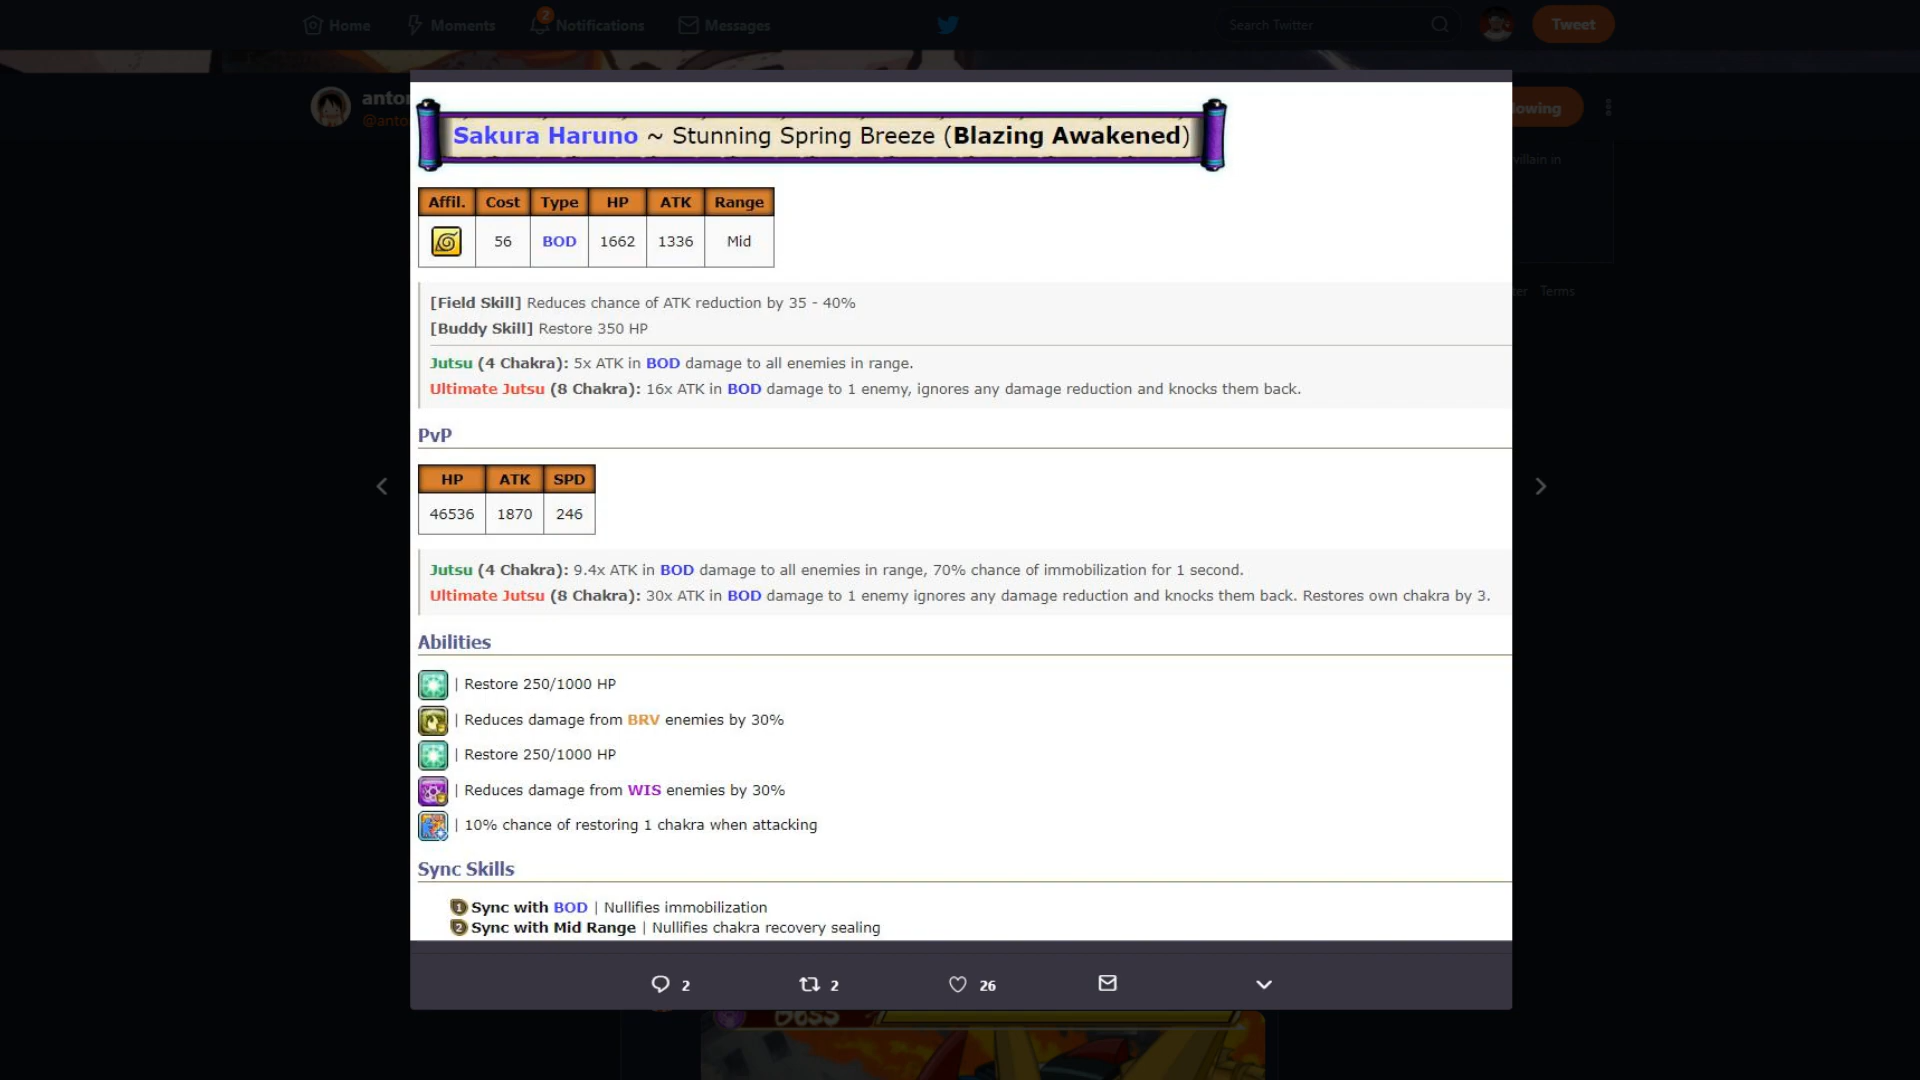 Home Moments 2 Notifications Messages Search Twitter Tweet
Sakura Haruno ~ Stunning Spring Breeze (Blazing Awakened)
Affil. Cost Type HP ATK Range
56 BOD 1662 1336 Mid
[Field Skill] Reduces chance of ATK reduction by 35 - 40%
[Buddy Skill] Restore 350 HP
Jutsu (4 Chakra): 5x ATK in BOD damage to all enemies in range.
Ultimate Jutsu (8 Chakra): 16x ATK in BOD damage to 1 enemy, ignores any damage reduction and knocks them back.
PvP
HP ATK SPD
46536 1870 246
Jutsu (4 Chakra): 9.4x ATK in BOD damage to all enemies in range, 70% chance of immobilization for 1 second.
Ultimate Jutsu (8 Chakra): 30x ATK in BOD damage to 1 enemy ignores any damage reduction and knocks them back. Restores own chakra by 3.
Abilities
| Restore 250/1000 HP
| Reduces damage from BRV enemies by 30%
| Restore 250/1000 HP
| Reduces damage from WIS enemies by 30%
| 10% chance of restoring 1 chakra when attacking
Sync Skills
1 Sync with BOD | Nullifies immobilization
2 Sync with Mid Range | Nullifies chakra recovery sealing
2 2 26
villain in
Terms
Boss